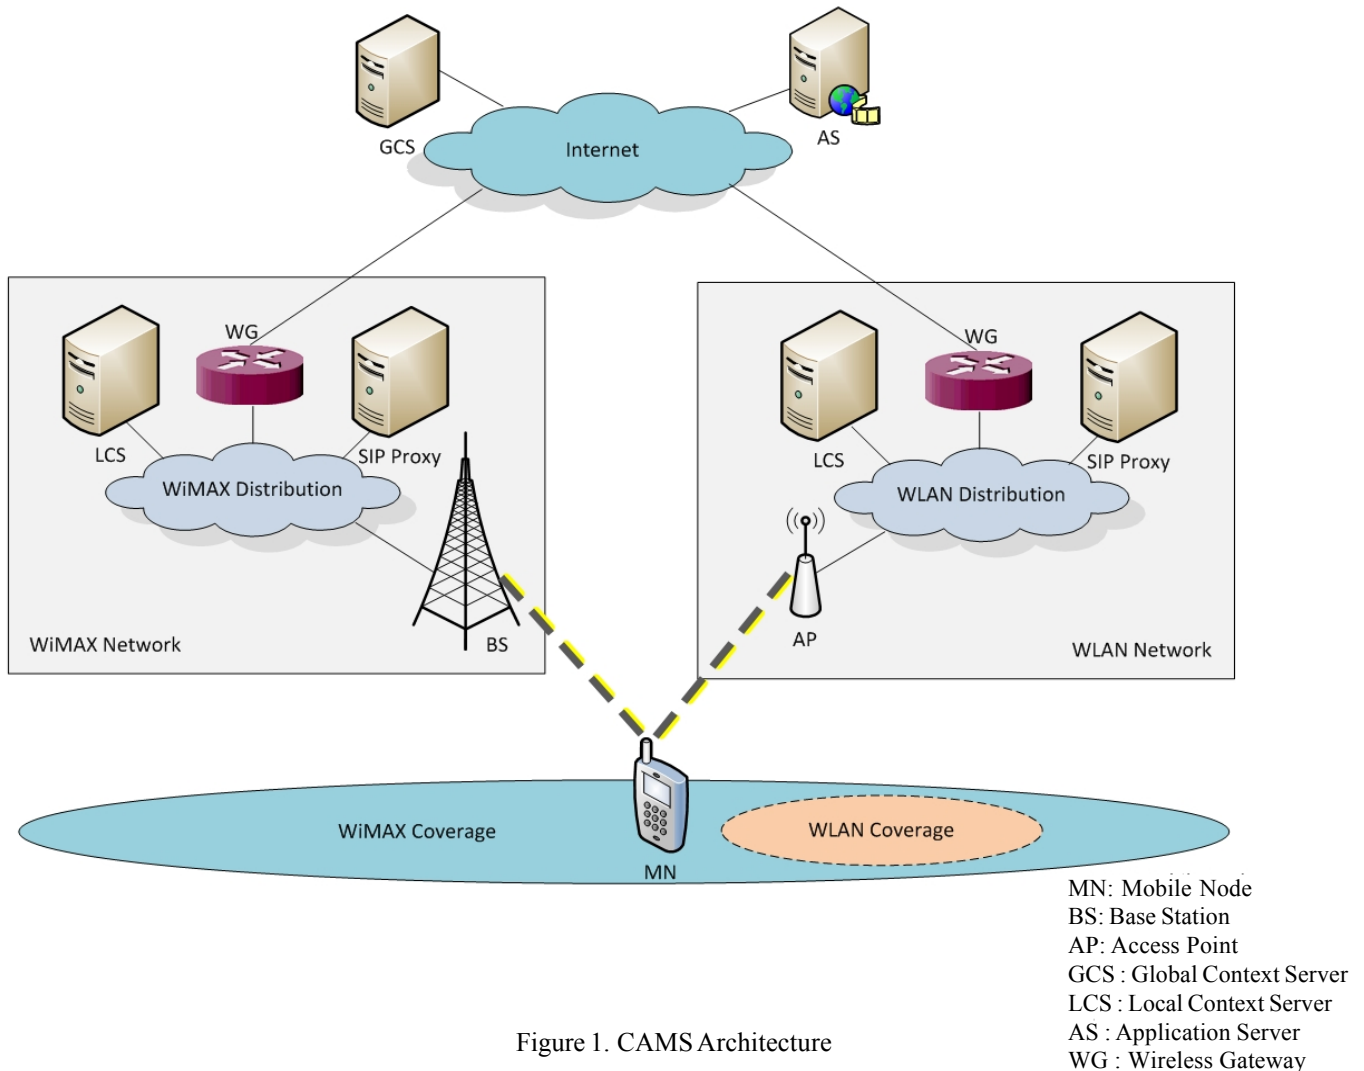 GCS
AS
Internet
WG
LCS
SIP Proxy
WiMAX Distribution
BS
WiMAX Network
WG
LCS
SIP Proxy
WLAN Distribution
AP
WLAN Network
WiMAX Coverage
WLAN Coverage
MN
MN: Mobile Node
BS: Base Station
AP: Access Point
GCS : Global Context Server
LCS : Local Context Server
AS : Application Server
WG : Wireless Gateway
Figure 1. CAMS Architecture